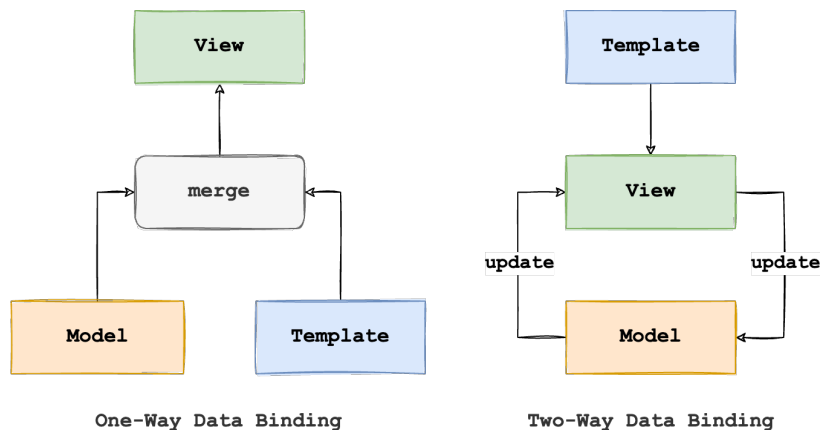 View
merge
Model
Template
One-Way Data Binding
Template
View
update
update
Model
Two-Way Data Binding